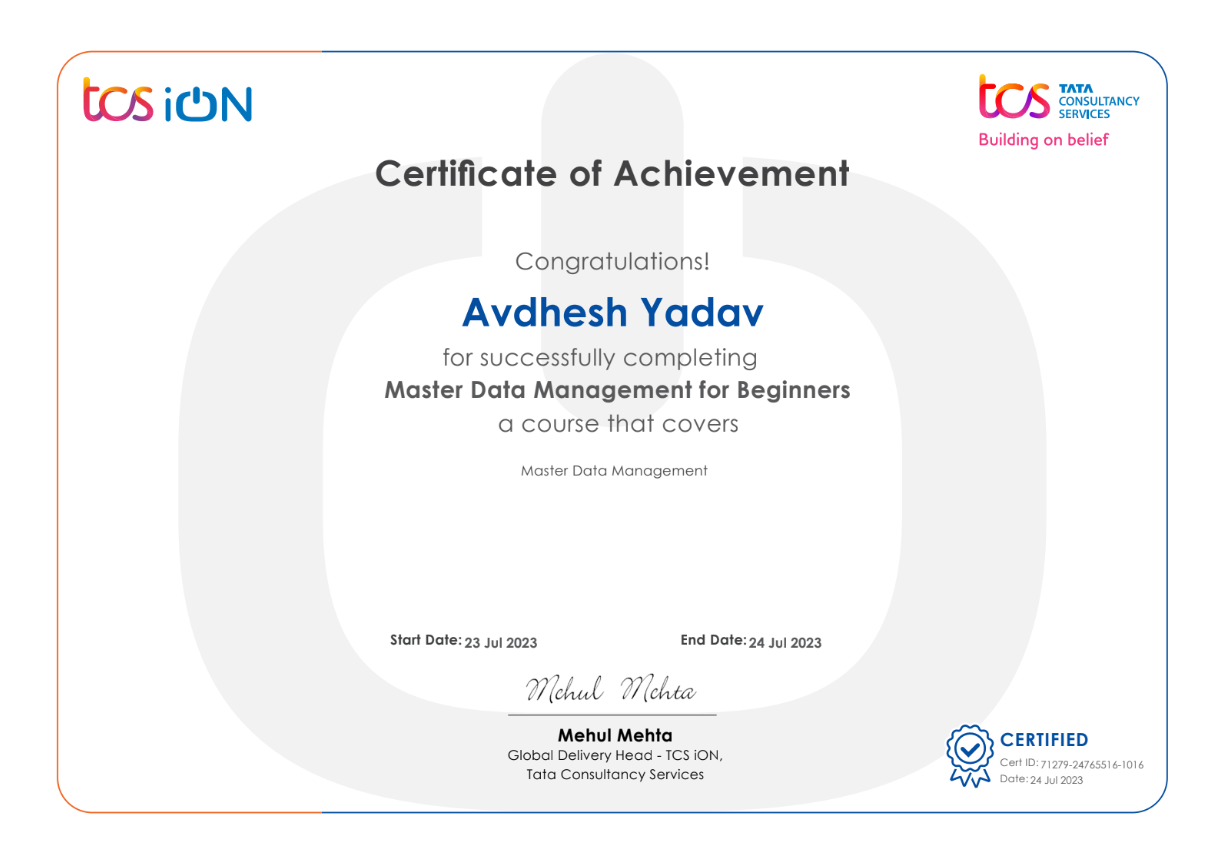 tcs iON
tcs TATA
CONSULTANCY
SERVICES
Building on belief
Certificate of Achievement
Congratulations!
Avdhesh Yadav
for successfully completing
Master Data Management for Beginners
a course that covers
Master Data Management
Start Date: 23 Jul 2023 End Date: 24 Jul 2023
Mehul Mehta
Mehul Mehta
Global Delivery Head - TCS iON,
Tata Consultancy Services
CERTIFIED
Cert ID: 71279-24765516-1016
Date: 24 Jul 2023